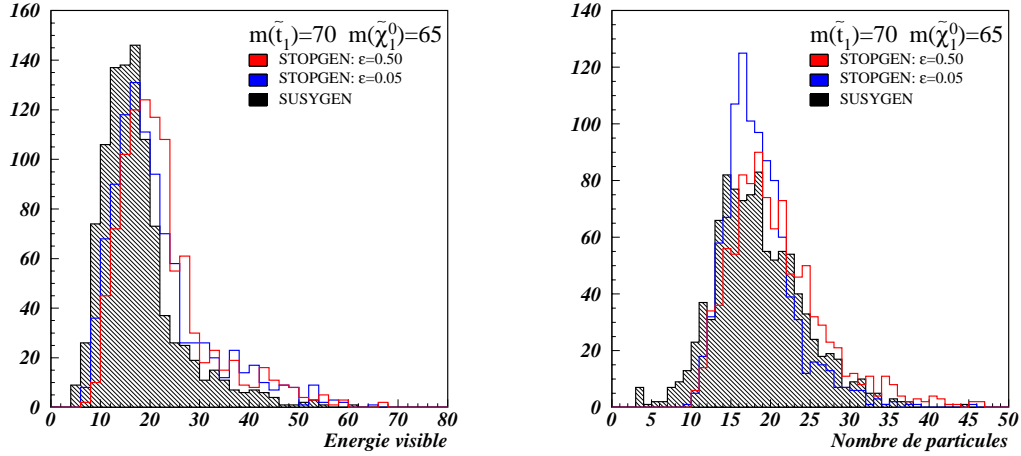 m(t̃₁)=70 m(χ̃₁⁰)=65
STOPGEN: ε=0.50
STOPGEN: ε=0.05
SUSYGEN
160
140
120
100
80
60
40
20
0
0 10 20 30 40 50 60 70 80
Energie visible
m(t̃₁)=70 m(χ̃₁⁰)=65
STOPGEN: ε=0.50
STOPGEN: ε=0.05
SUSYGEN
140
120
100
80
60
40
20
0
0 5 10 15 20 25 30 35 40 45 50
Nombre de particules